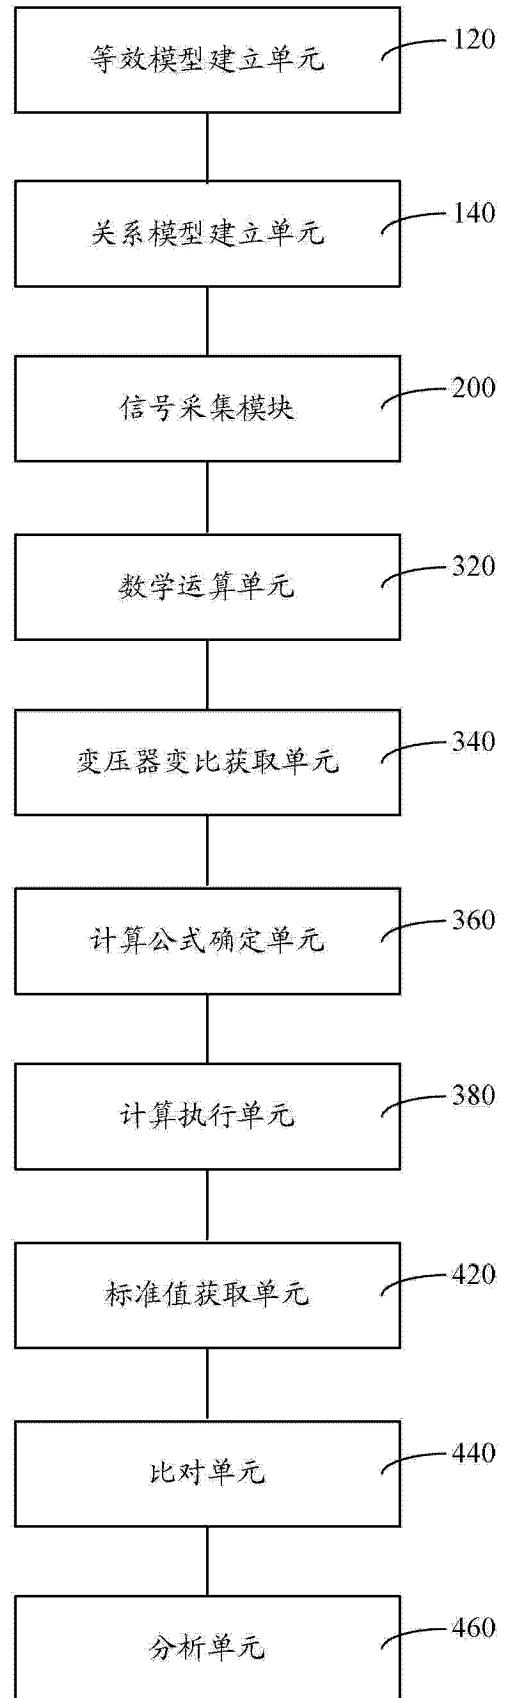 等效模型建立单元 120
关系模型建立单元 140
信号采集模块 200
数学运算单元 320
变压器变比获取单元 340
计算公式确定单元 360
计算执行单元 380
标准值获取单元 420
比对单元 440
分析单元 460